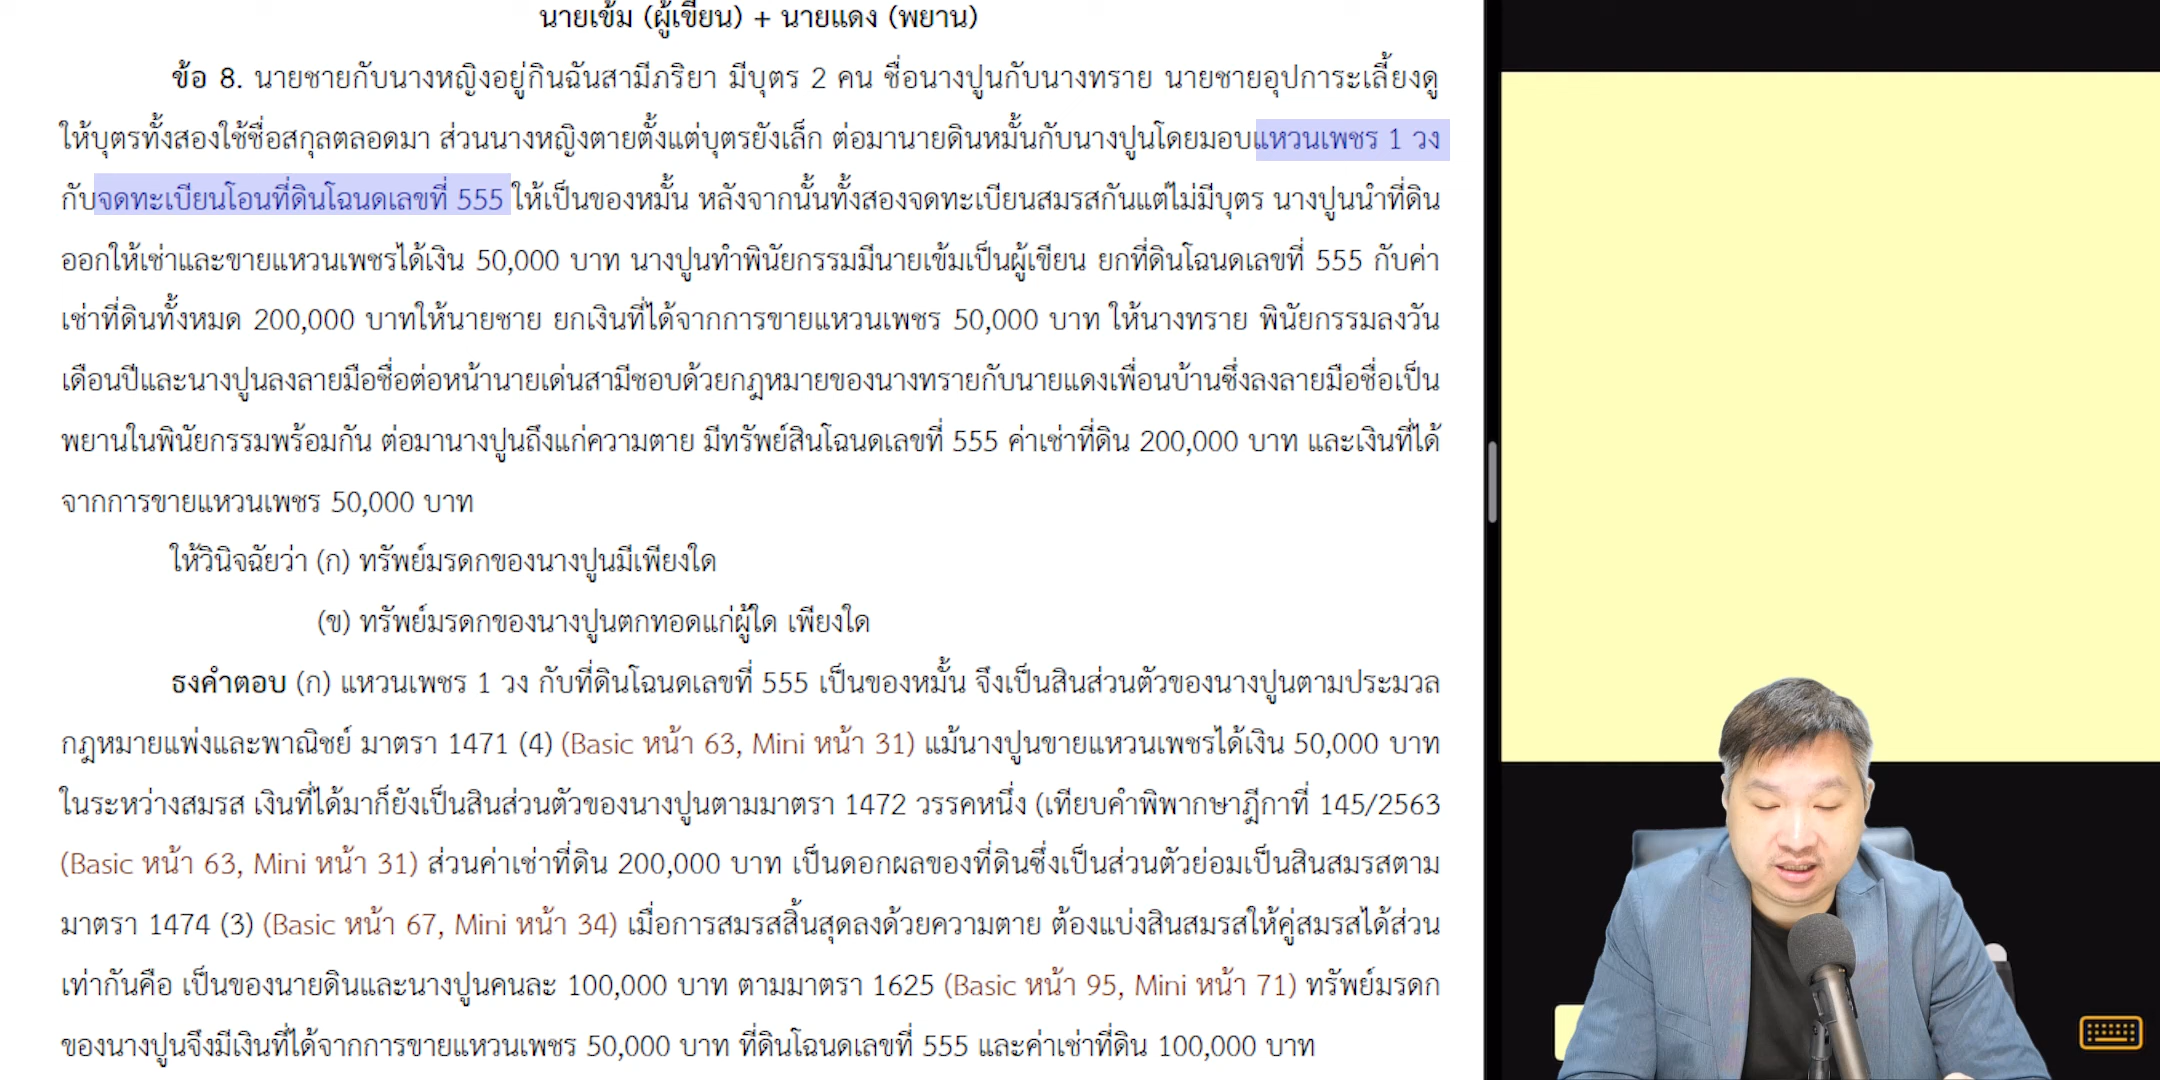 นายเข้ม (ผู้เขียน) + นายแดง (พยาน)
ข้อ 8. นายชายกับนางหญิงอยู่กินฉันสามีภริยา มีบุตร 2 คน ชื่อนางปูนกับนางทราย นายชายอุปการะเลี้ยงดู
ให้บุตรทั้งสองใช้ชื่อสกุลตลอดมา ส่วนนางหญิงตายตั้งแต่บุตรยังเล็ก ต่อมานายดินหมั้นกับนางปูนโดยมอบแหวนเพชร 1 วง
กับจดทะเบียนโอนที่ดินโฉนดเลขที่ 555 ให้เป็นของหมั้น หลังจากนั้นทั้งสองจดทะเบียนสมรสกันแต่ไม่มีบุตร นางปูนนำที่ดิน
ออกให้เช่าและขายแหวนเพชรได้เงิน 50,000 บาท นางปูนทำพินัยกรรมมีนายเข้มเป็นผู้เขียน ยกที่ดินโฉนดเลขที่ 555 กับค่า
เช่าที่ดินทั้งหมด 200,000 บาทให้นายชาย ยกเงินที่ได้จากการขายแหวนเพชร 50,000 บาท ให้นางทราย พินัยกรรมลงวัน
เดือนปีและนางปูนลงลายมือชื่อต่อหน้านายเด่นสามีชอบด้วยกฎหมายของนางทรายกับนายแดงเพื่อนบ้านซึ่งลงลายมือชื่อเป็น
พยานในพินัยกรรมพร้อมกัน ต่อมานางปูนถึงแก่ความตาย มีทรัพย์สินโฉนดเลขที่ 555 ค่าเช่าที่ดิน 200,000 บาท และเงินที่ได้
จากการขายแหวนเพชร 50,000 บาท
ให้วินิจฉัยว่า (ก) ทรัพย์มรดกของนางปูนมีเพียงใด
(ข) ทรัพย์มรดกของนางปูนตกทอดแก่ผู้ใด เพียงใด
ธงคำตอบ (ก) แหวนเพชร 1 วง กับที่ดินโฉนดเลขที่ 555 เป็นของหมั้น จึงเป็นสินส่วนตัวของนางปูนตามประมวล
กฎหมายแพ่งและพาณิชย์ มาตรา 1471 (4) (Basic หน้า 63, Mini หน้า 31) แม้นางปูนขายแหวนเพชรได้เงิน 50,000 บาท
ในระหว่างสมรส เงินที่ได้มาก็ยังเป็นสินส่วนตัวของนางปูนตามมาตรา 1472 วรรคหนึ่ง (เทียบคำพิพากษาฎีกาที่ 145/2563
(Basic หน้า 63, Mini หน้า 31) ส่วนค่าเช่าที่ดิน 200,000 บาท เป็นดอกผลของที่ดินซึ่งเป็นส่วนตัวย่อมเป็นสินสมรสตาม
มาตรา 1474 (3) (Basic หน้า 67, Mini หน้า 34) เมื่อการสมรสสิ้นสุดลงด้วยความตาย ต้องแบ่งสินสมรสให้คู่สมรสได้ส่วน
เท่ากันคือ เป็นของนายดินและนางปูนคนละ 100,000 บาท ตามมาตรา 1625 (Basic หน้า 95, Mini หน้า 71) ทรัพย์มรดก
ของนางปูนจึงมีเงินที่ได้จากการขายแหวนเพชร 50,000 บาท ที่ดินโฉนดเลขที่ 555 และค่าเช่าที่ดิน 100,000 บาท